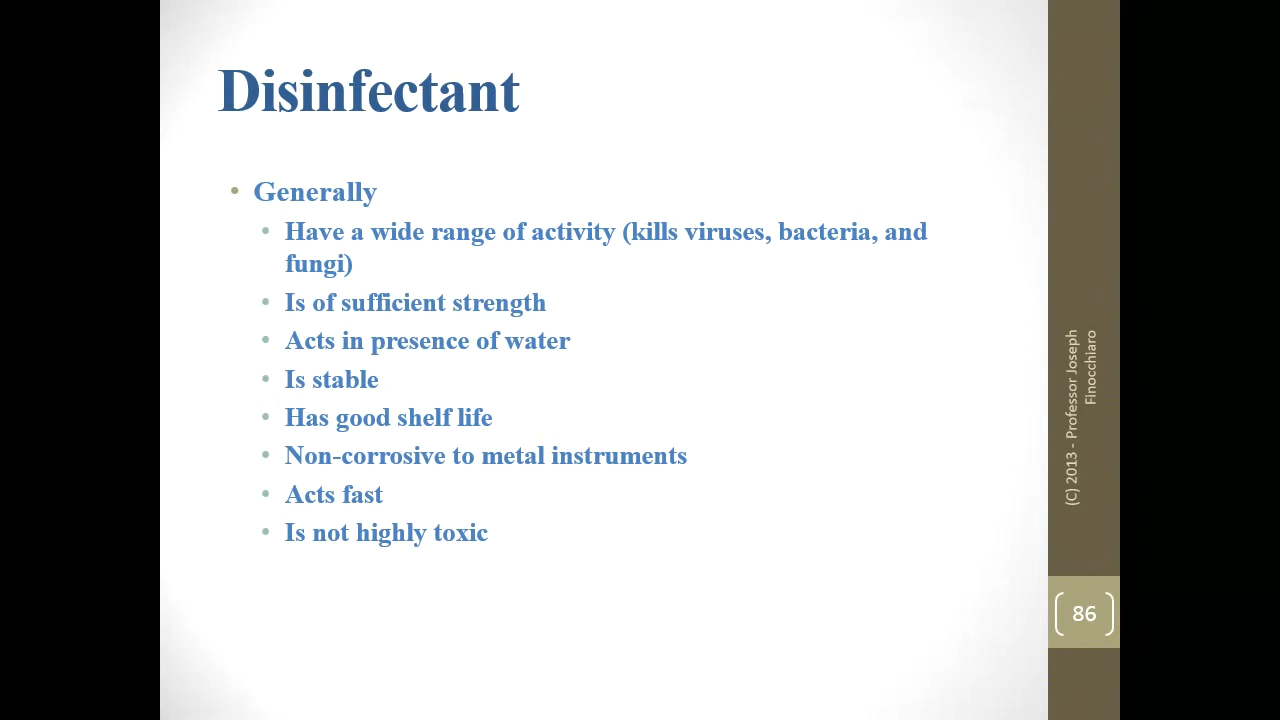 Disinfectant
• Generally
• Have a wide range of activity (kills viruses, bacteria, and
fungi)
• Is of sufficient strength
• Acts in presence of water
• Is stable
• Has good shelf life
• Non-corrosive to metal instruments
• Acts fast
• Is not highly toxic
(C) 2013 - Professor Joseph
Finocchiaro
86